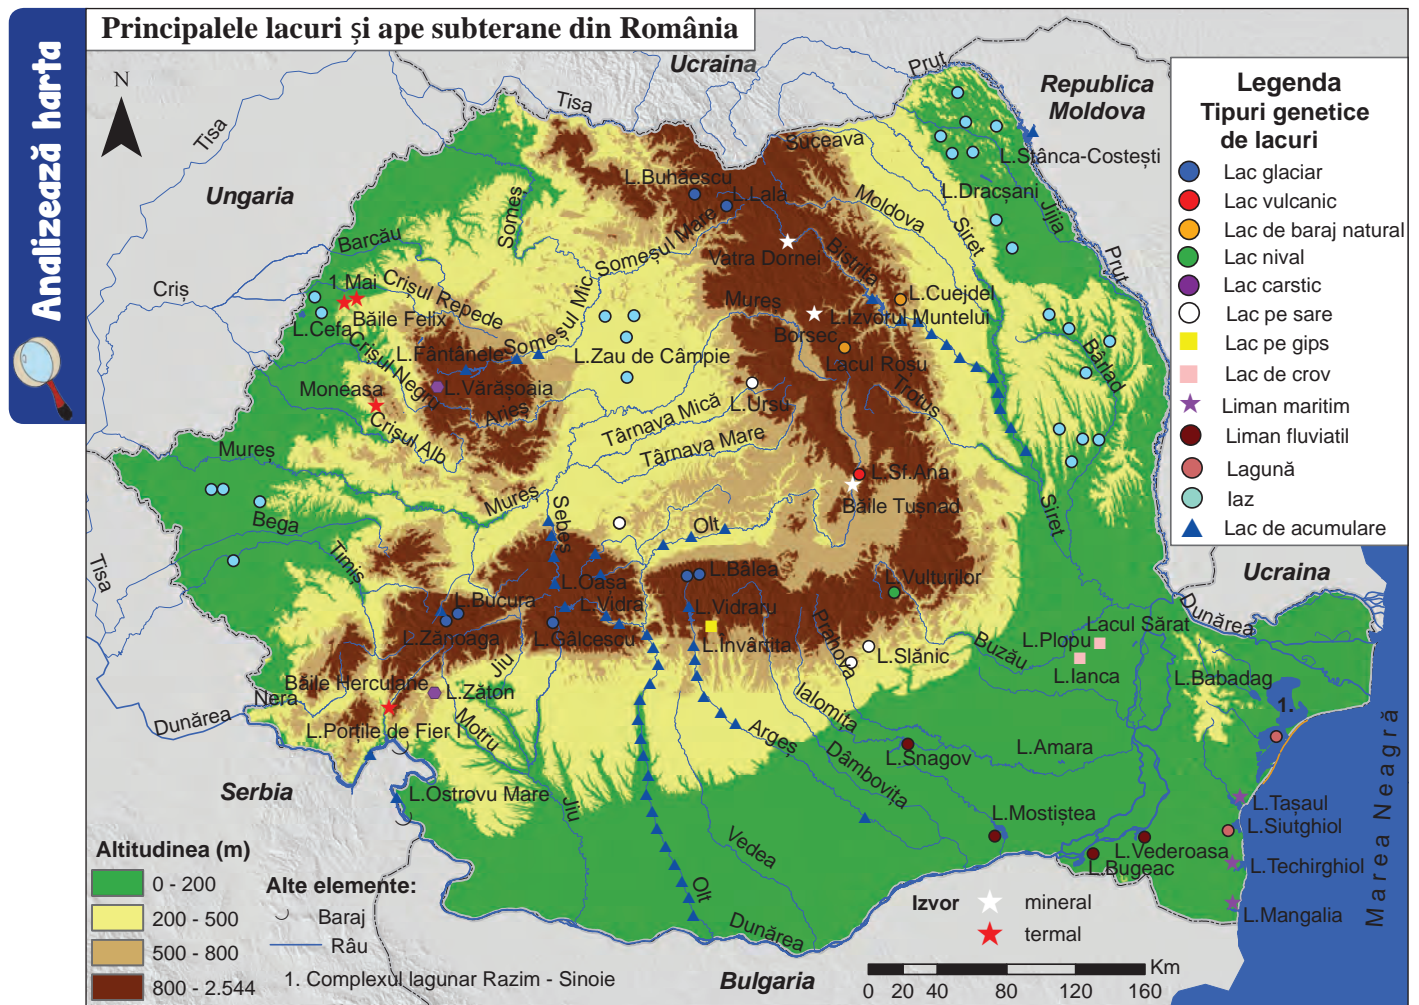 Analizează harta
Principalele lacuri și ape subterane din România
N
Ucraina
Republica
Moldova
Ungaria
Serbia
Bulgaria
Ucraina
Marea Neagră
Tisa
Tisa
Tisa
Prut
Prut
Suceava
L.Stânca-Costești
L.Buhăescu
L.Lala
L.Dracșani
Jijia
Someș
Moldova
Siret
Barcău
Someșul Mare
Vatra Dornei
Bistrița
Criș
1 Mai
Crișul Repede
Băile Felix
L.Cefa
Someșul Mic
Mureș
L.Cuejdel
L.Izvorul Muntelui
Borsec
L.Fântânele
Crișul Negru
L.Zau de Câmpie
Lacul Roșu
Bârlad
Moneasa
L.Vărășoaia
Arieș
L.Ursu
Trotuș
Crișul Alb
Târnava Mică
Târnava Mare
Mureș
L.Sf.Ana
Băile Tușnad
Mureș
Sebeș
Olt
Siret
Bega
Timiș
L.Oașa
L.Bâlea
L.Vulturilor
L.Bucura
L.Vidra
L.Vidraru
L.Zănoaga
L.Gâlcescu
L.Învârtita
Prahova
L.Slănic
Buzău
L.Plopu
Lacul Sărat
L.Ianca
Dunărea
Jiu
Băile Herculane
L.Zăton
Nera
Dunărea
Motru
L.Porțile de Fier I
Ialomița
L.Babadag
1.
Argeș
Dâmbovița
L.Snagov
L.Amara
L.Ostrovu Mare
Jiu
L.Mostiștea
L.Tașaul
L.Siutghiol
Vedea
L.Vederoasa
L.Bugeac
L.Techirghiol
Olt
Dunărea
L.Mangalia
Legenda
Tipuri genetice
de lacuri
Lac glaciar
Lac vulcanic
Lac de baraj natural
Lac nival
Lac carstic
Lac pe sare
Lac pe gips
Lac de crov
Liman maritim
Liman fluviatil
Lagună
Iaz
Lac de acumulare
Altitudinea (m)
0 - 200
200 - 500
500 - 800
800 - 2.544
Alte elemente:
Baraj
Râu
1. Complexul lagunar Razim - Sinoie
Izvor
mineral
termal
Km
0 20 40 80 120 160